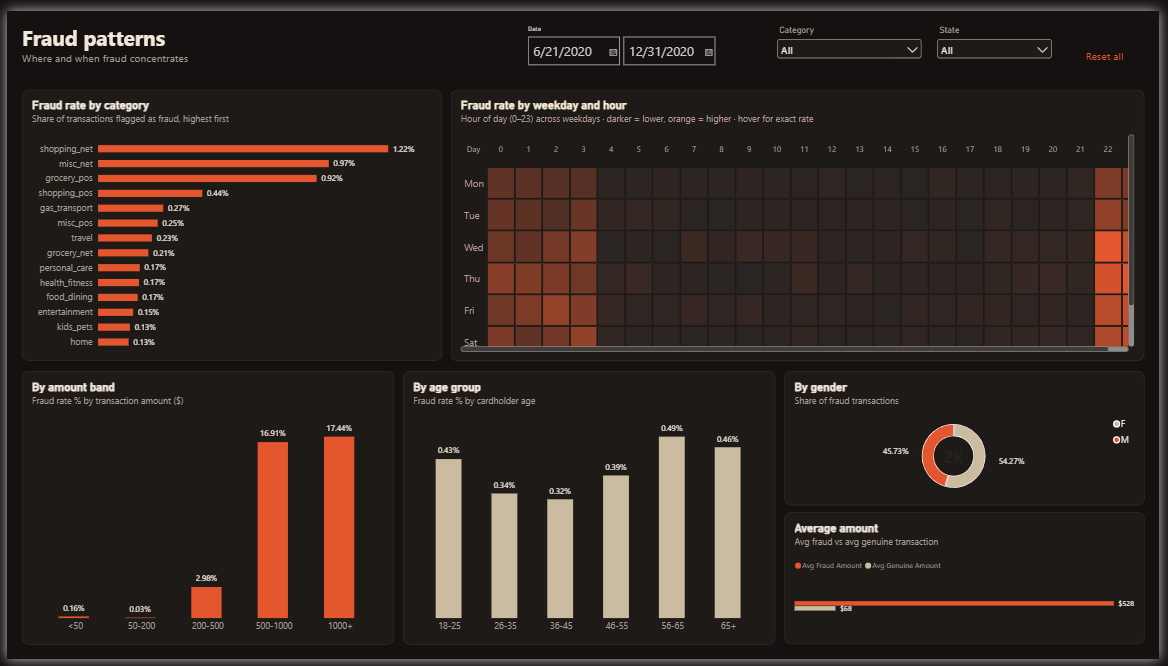 Fraud patterns
Where and when fraud concentrates
Date
6/21/2020 12/31/2020
Category
All
State
All
Reset all
Fraud rate by category
Share of transactions flagged as fraud, highest first
shopping_net 1.22%
misc_net 0.97%
grocery_pos 0.92%
shopping_pos 0.44%
gas_transport 0.27%
misc_pos 0.25%
travel 0.23%
grocery_net 0.21%
personal_care 0.17%
health_fitness 0.17%
food_dining 0.17%
entertainment 0.15%
kids_pets 0.13%
home 0.13%
Fraud rate by weekday and hour
Hour of day (0–23) across weekdays · darker = lower, orange = higher · hover for exact rate
Day 0 1 2 3 4 5 6 7 8 9 10 11 12 13 14 15 16 17 18 19 20 21 22
Mon
Tue
Wed
Thu
Fri
Sat
By amount band
Fraud rate % by transaction amount ($)
0.16% 0.03% 2.98% 16.91% 17.44%
<50 50-200 200-500 500-1000 1000+
By age group
Fraud rate % by cardholder age
0.43% 0.34% 0.32% 0.39% 0.49% 0.46%
18-25 26-35 36-45 46-55 56-65 65+
By gender
Share of fraud transactions
F
M
45.73% 2K 54.27%
Average amount
Avg fraud vs avg genuine transaction
Avg Fraud Amount Avg Genuine Amount
$528
$68